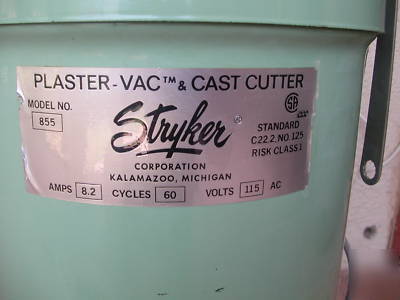 PLASTER-VAC™ & CAST CUTTER
MODEL NO.
855
Stryker
CORPORATION
KALAMAZOO, MICHIGAN
SA
STANDARD
C22.2.NO.125
RISK CLASS 1
AMPS 8.2 CYCLES 60 VOLTS 115 AC